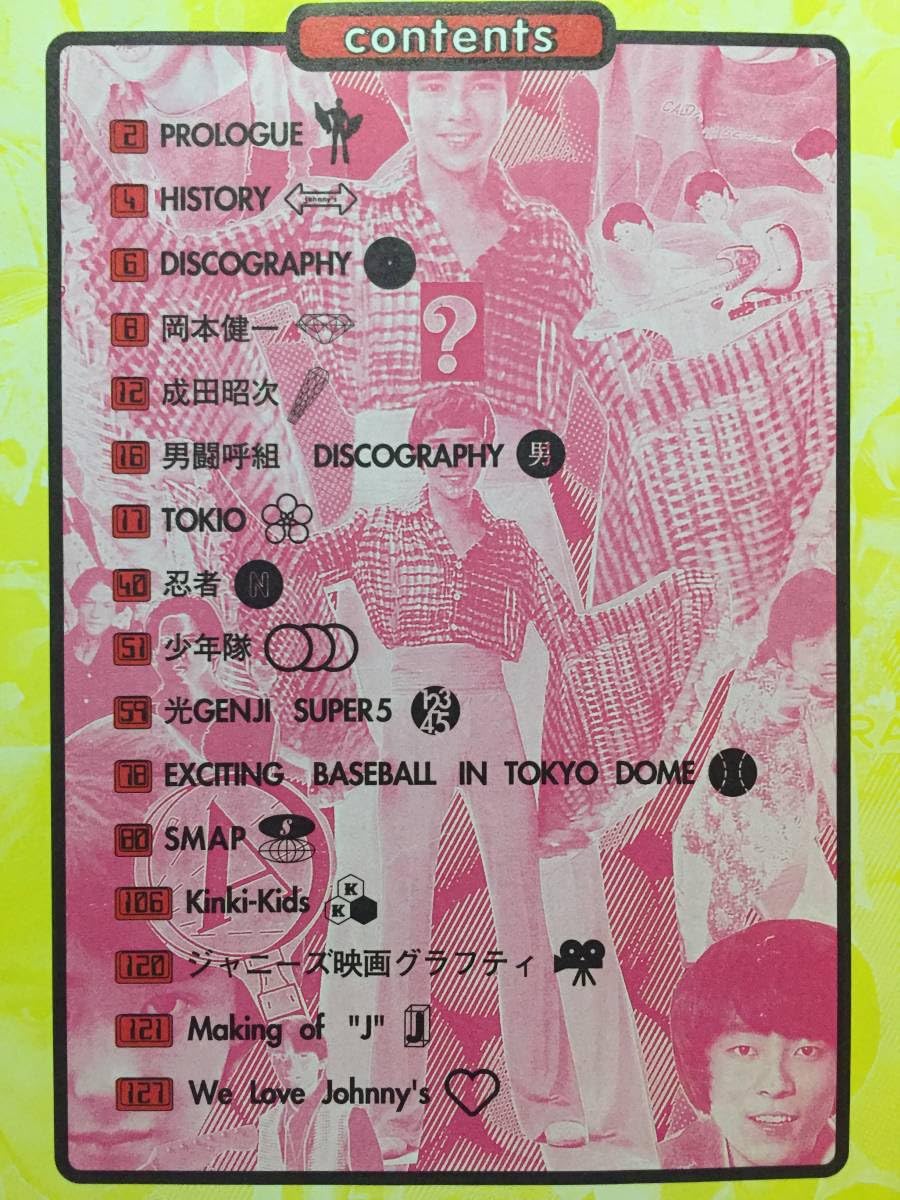 contents
2 PROLOGUE
4 HISTORY Johnny's
6 DISCOGRAPHY
8 岡本健一
?
12 成田昭次
16 男闘呼組 DISCOGRAPHY 男
17 TOKIO
40 忍者 N
51 少年隊
59 光GENJI SUPER5 12345
78 EXCITING BASEBALL IN TOKYO DOME
80 SMAP S
106 Kinki-Kids K K
120 ジャニーズ映画グラフティ
121 Making of "J" J
127 We Love Johnny's